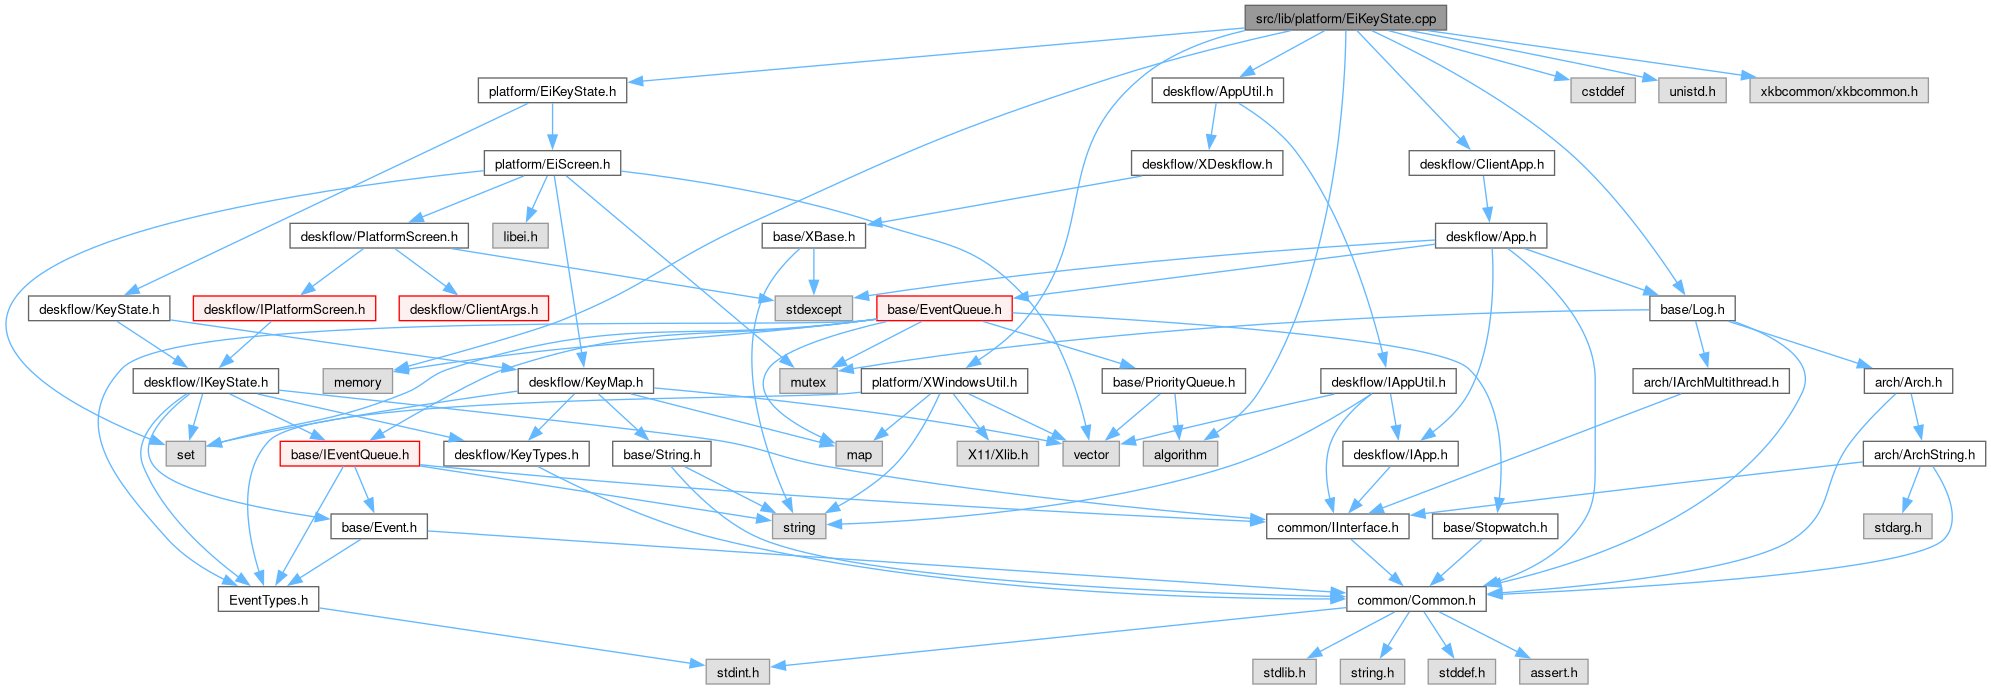 src/lib/platform/EiKeyState.cpp
platform/EiKeyState.h
deskflow/AppUtil.h
cstddef
unistd.h
xkbcommon/xkbcommon.h
platform/EiScreen.h
deskflow/XDeskflow.h
deskflow/ClientApp.h
deskflow/PlatformScreen.h
libei.h
base/XBase.h
deskflow/App.h
deskflow/KeyState.h
deskflow/IPlatformScreen.h
deskflow/ClientArgs.h
stdexcept
base/EventQueue.h
base/Log.h
deskflow/IKeyState.h
memory
deskflow/KeyMap.h
mutex
platform/XWindowsUtil.h
base/PriorityQueue.h
deskflow/IAppUtil.h
arch/IArchMultithread.h
arch/Arch.h
set
base/IEventQueue.h
deskflow/KeyTypes.h
base/String.h
map
X11/Xlib.h
vector
algorithm
deskflow/IApp.h
arch/ArchString.h
base/Event.h
string
common/IInterface.h
base/Stopwatch.h
stdarg.h
EventTypes.h
common/Common.h
stdint.h
stdlib.h
string.h
stddef.h
assert.h